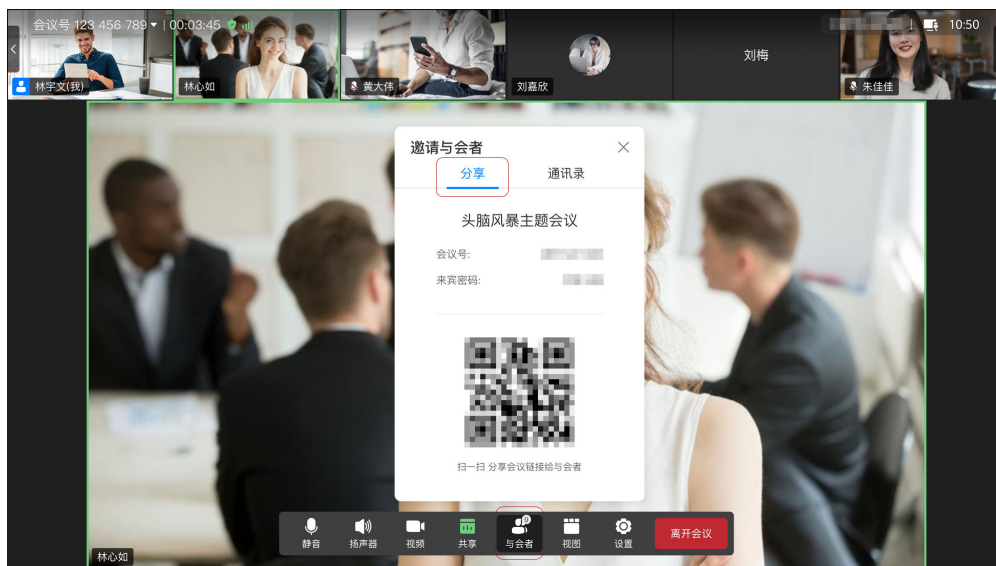 会议号 123 456 789 | 00:03:45
10:50
林宇文(我)
林心如
黄大伟
刘嘉欣
刘梅
朱佳佳
邀请与会者
分享
通讯录
头脑风暴主题会议
会议号:
来宾密码:
扫一扫 分享会议链接给与会者
静音
扬声器
视频
共享
与会者
视图
设置
离开会议
林心如